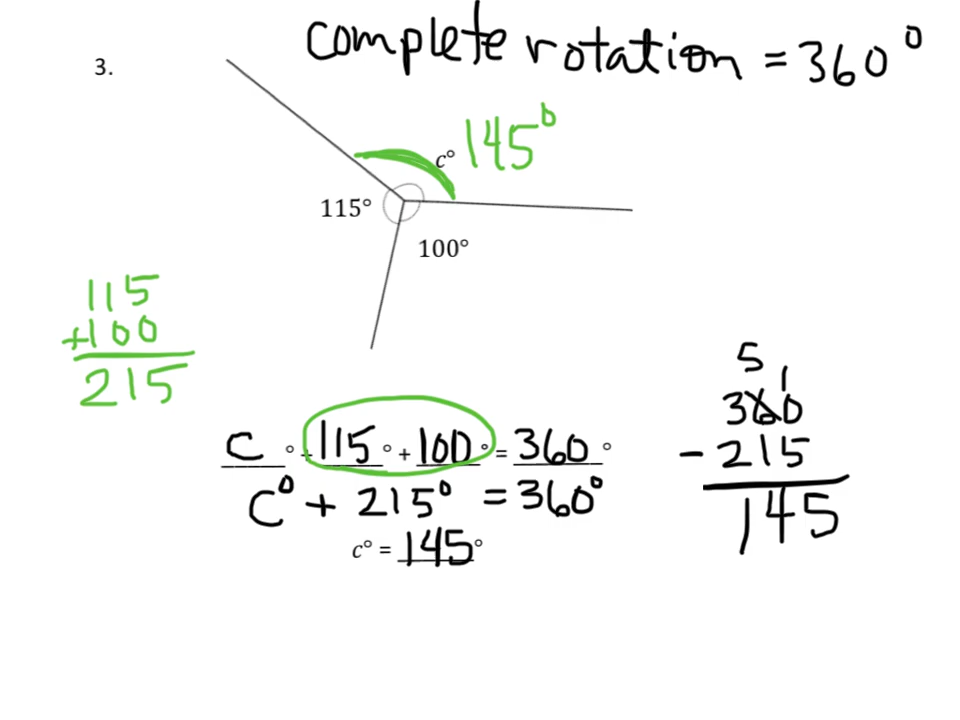 complete rotation = 360°
3.
c° 145°
115°
100°
115
+100
215
c° + 115° + 100° = 360°
c° + 215° = 360°
c° = 145°
5 1
360
- 215
145